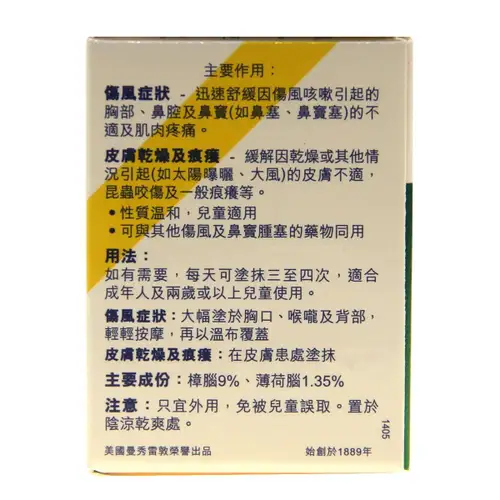 主要作用：
傷風症狀 - 迅速舒緩因傷風咳嗽引起的
胸部、鼻腔及鼻竇(如鼻塞、鼻竇塞)的不
適及肌肉疼痛。
皮膚乾燥及痕癢 - 緩解因乾燥或其他情
況引起(如太陽曝曬、大風)的皮膚不適，
昆蟲咬傷及一般痕癢等。
•性質温和，兒童適用
•可與其他傷風及鼻竇腫塞的藥物同用
用法：
如有需要，每天可塗抹三至四次，適合
成年人及兩歲或以上兒童使用。
傷風症狀：大幅塗於胸口、喉嚨及背部，
輕輕按摩，再以溫布覆蓋
皮膚乾燥及痕癢：在皮膚患處塗抹
主要成份：樟腦9%、薄荷腦1.35%
注意：只宜外用，免被兒童誤取。置於
陰涼乾爽處。
1405
美國曼秀雷敦榮譽出品
始創於1889年